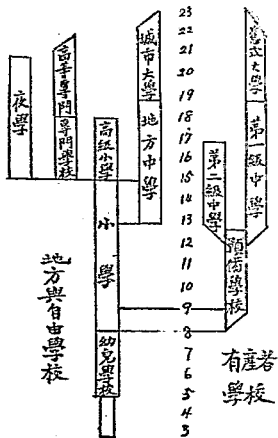 夜學
高等專門
專門學校
高級小學
小學
幼兒學校
城市大學
地方中學
地方與自由學校
23
22
21
20
19
18
17
16
15
14
13
12
11
10
9
8
7
6
5
4
3
舊式大學
第一級中學
第二級中學
預備學校
有產者
學校